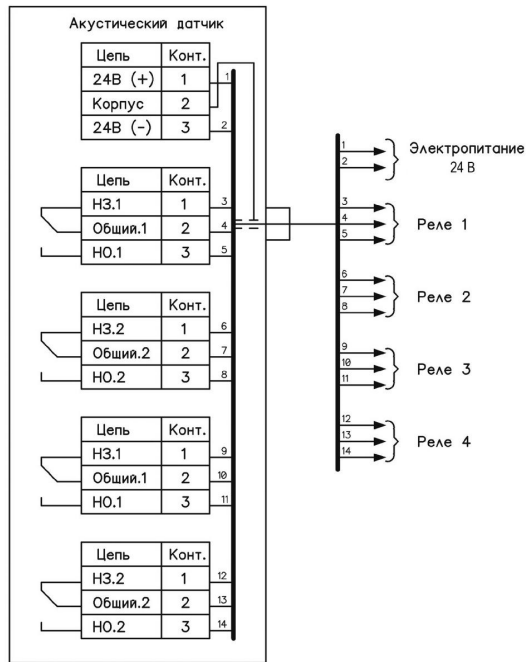 Акустический датчик
Цепь Конт.
24В (+) 1 1
Корпус 2
24В (-) 3 2
Цепь Конт.
НЗ.1 1 3
Общий.1 2 4
НО.1 3 5
Цепь Конт.
НЗ.2 1 6
Общий.2 2 7
НО.2 3 8
Цепь Конт.
НЗ.1 1 9
Общий.1 2 10
НО.1 3 11
Цепь Конт.
НЗ.2 1 12
Общий.2 2 13
НО.2 3 14
1
2
Электропитание
24 В
3
4
5
Реле 1
6
7
8
Реле 2
9
10
11
Реле 3
12
13
14
Реле 4